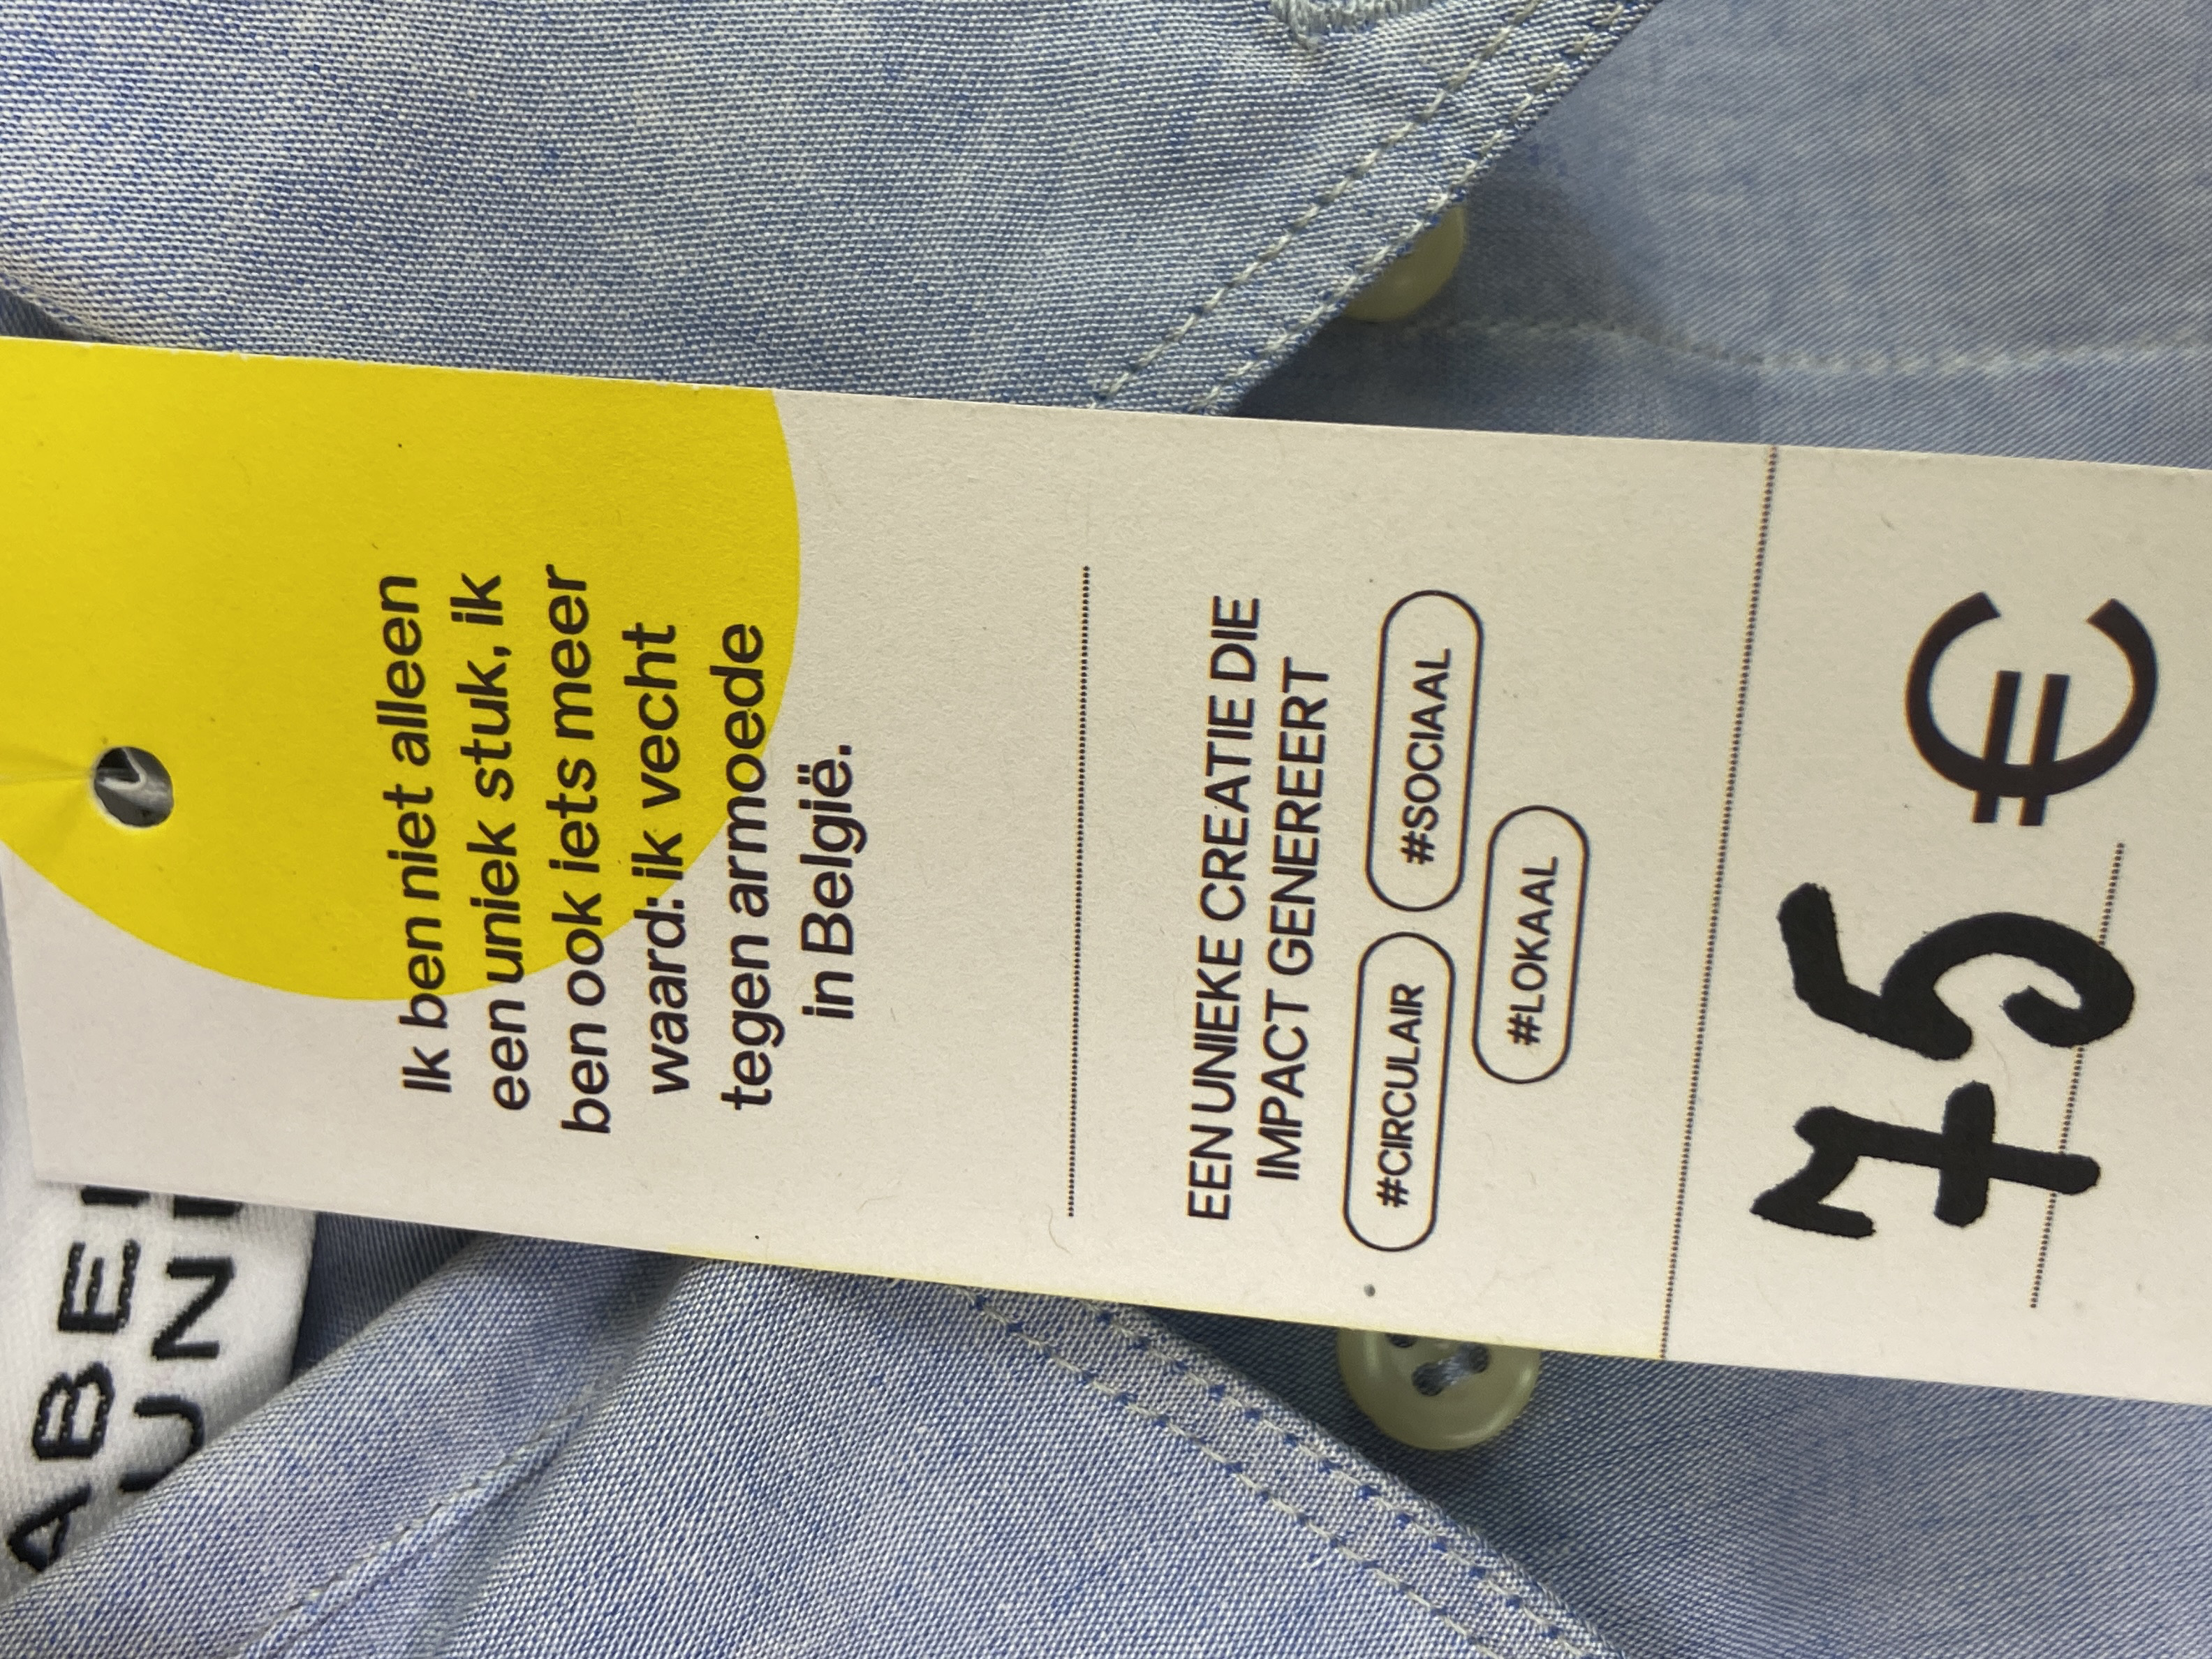 Ik ben niet alleen
een uniek stuk, ik
ben ook iets meer
waard: ik vecht
tegen armoede
in België.
EEN UNIEKE CREATIE DIE
IMPACT GENEREERT
#CIRCULAIR #SOCIAAL
#LOKAAL
75 €